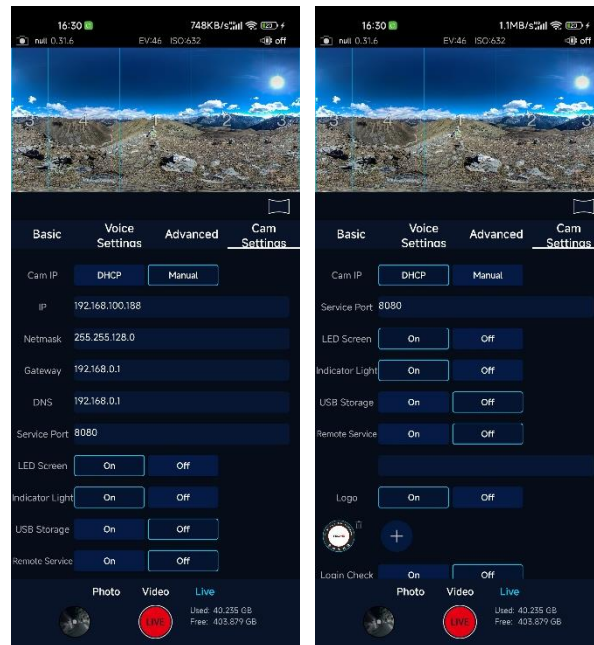 16:30
748KB/s
null 0.31.6
EV:46 ISO:632
off
3 4 1 2 3
Basic
Voice Settings
Advanced
Cam Settings
Cam IP DHCP Manual
IP 192.168.100.188
Netmask 255.255.128.0
Gateway 192.168.0.1
DNS 192.168.0.1
Service Port 8080
LED Screen On Off
Indicator Light On Off
USB Storage On Off
Remote Service On Off
Photo Video Live
LIVE
Used: 40.235 GB
Free: 403.879 GB
16:30
1.1MB/s
null 0.31.6
EV:46 ISO:632
off
3 4 1 2 3
Basic
Voice Settings
Advanced
Cam Settings
Cam IP DHCP Manual
Service Port 8080
LED Screen On Off
Indicator Light On Off
USB Storage On Off
Remote Service On Off
Logo On Off
+
Login Check On Off
Photo Video Live
LIVE
Used: 40.235 GB
Free: 403.879 GB